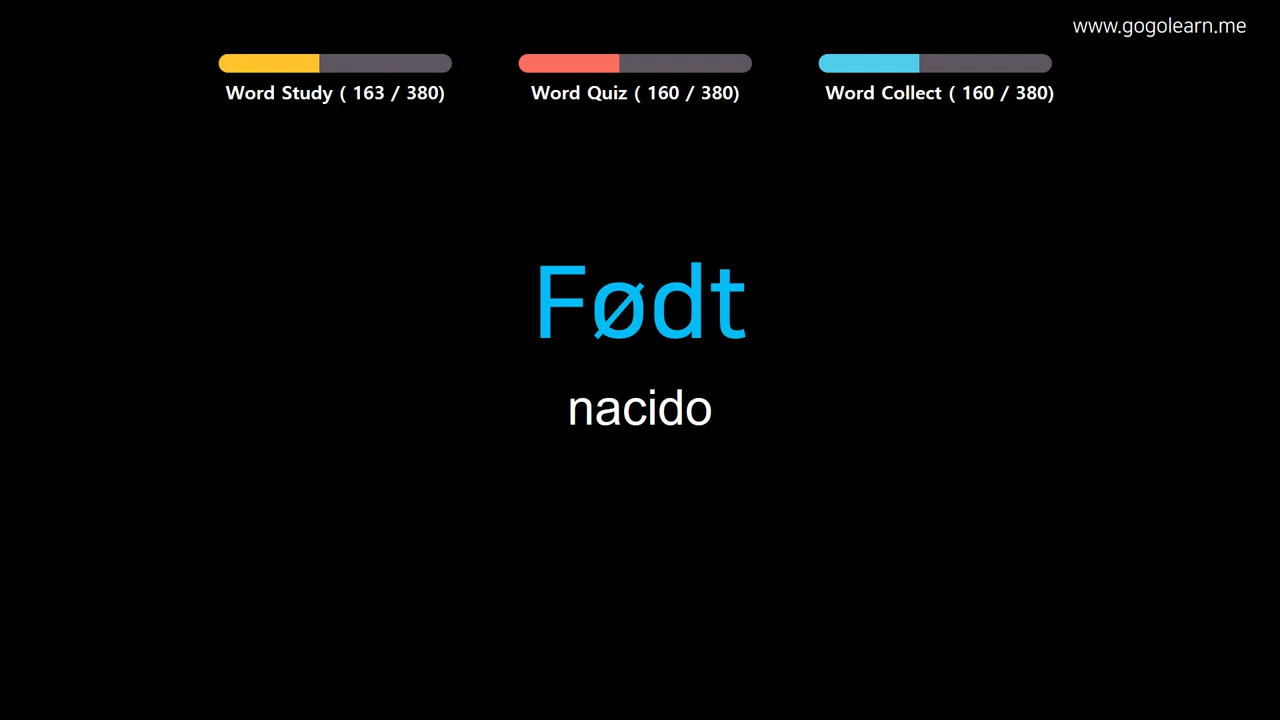 www.gogolearn.me
Word Study ( 163 / 380)
Word Quiz ( 160 / 380)
Word Collect ( 160 / 380)
Født
nacido